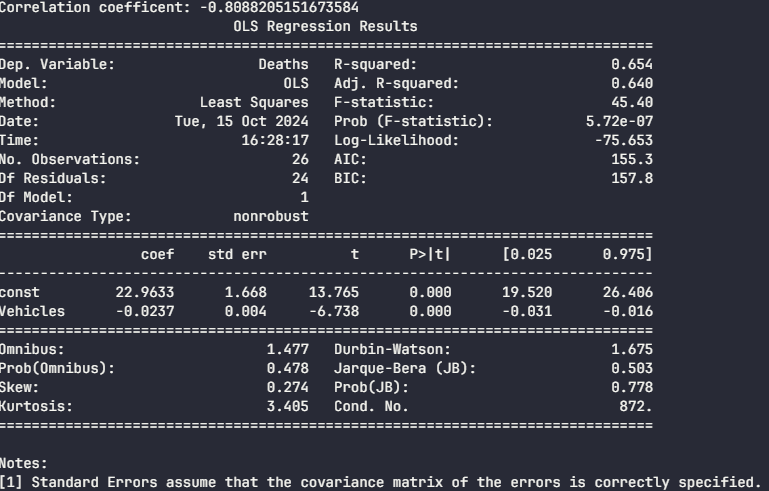 Correlation coefficent: -0.8088205151673584
OLS Regression Results
==============================================================================
Dep. Variable: Deaths R-squared: 0.654
Model: OLS Adj. R-squared: 0.640
Method: Least Squares F-statistic: 45.40
Date: Tue, 15 Oct 2024 Prob (F-statistic): 5.72e-07
Time: 16:28:17 Log-Likelihood: -75.653
No. Observations: 26 AIC: 155.3
Df Residuals: 24 BIC: 157.8
Df Model: 1
Covariance Type: nonrobust
==============================================================================
coef std err t P>|t| [0.025 0.975]
------------------------------------------------------------------------------
const 22.9633 1.668 13.765 0.000 19.520 26.406
Vehicles -0.0237 0.004 -6.738 0.000 -0.031 -0.016
==============================================================================
Omnibus: 1.477 Durbin-Watson: 1.675
Prob(Omnibus): 0.478 Jarque-Bera (JB): 0.503
Skew: 0.274 Prob(JB): 0.778
Kurtosis: 3.405 Cond. No. 872.
==============================================================================
Notes:
[1] Standard Errors assume that the covariance matrix of the errors is correctly specified.